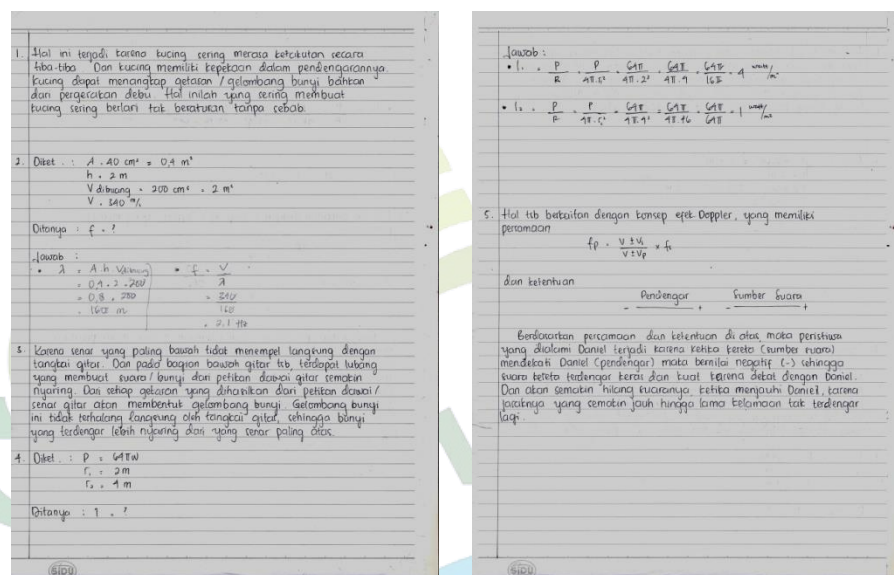 1. Hal ini terjadi karena kucing sering merasa ketakutan secara
tiba-tiba. Dan kucing memiliki kepekaan dalam pendengarannya.
Kucing dapat menangkap getaran / gelombang bunyi bahkan
dari pergerakan debu. Hal inilah yang sering membuat
kucing sering berlari tak beraturan tanpa sebab.
2. Diket. : A = 40 cm² = 0,4 m²
h = 2 m
V dibuang = 200 cm² = 2 m²
V = 340 m/s
Ditanya : f = ?
Jawab :
• λ = A.h V dibuang • f = V/λ
= 0,4 . 2 . 200 = 340/160
= 0,8 . 200 = 2,1 Hz
= 160 m
3. Karena senar yang paling bawah tidak menempel langsung dengan
tangkai gitar. Dan pada bagian bawah gitar tsb, terdapat lubang
yang membuat suara / bunyi dari petikan dawai gitar semakin
nyaring. Dari setiap getaran yang dihasilkan dari petikan dawai /
senar gitar akan membentuk gelombang bunyi. Gelombang bunyi
ini tidak terhalang langsung oleh tangkai gitar, sehingga bunyi
yang terdengar lebih nyaring dari yang senar paling atas.
4. Diket. : P = 64πW
r₁ = 2m
r₂ = 4 m
Ditanya : 1 = ?
SIDU
Jawab :
• I₁ = P/R = P/4π.r₁² = 64π/4π.2² = 64π/4π.4 = 64π/16π = 4 watt/m²
• I₂ = P/R = P/4π.r₂² = 64π/4π.4² = 64π/4π.16 = 64π/64π = 1 watt/m²
5. Hal tsb berkaitan dengan konsep efek Doppler, yang memiliki
persamaan
fp = V ± Vp × fs
dan ketentuan
Pendengar Sumber Suara
- + - +
Berdasarkan persamaan dan ketentuan di atas, maka peristiwa
yang dialami Daniel terjadi karena ketika kereta (sumber suara)
mendekati Daniel (pendengar) maka bernilai negatif (-) sehingga
suara kereta terdengar keras dan kuat karena dekat dengan Daniel.
Dan akan semakin hilang suaranya ketika menjauhi Daniel, karena
jaraknya yang semakin jauh hingga lama kelamaan tak terdengar
lagi.
SIDU